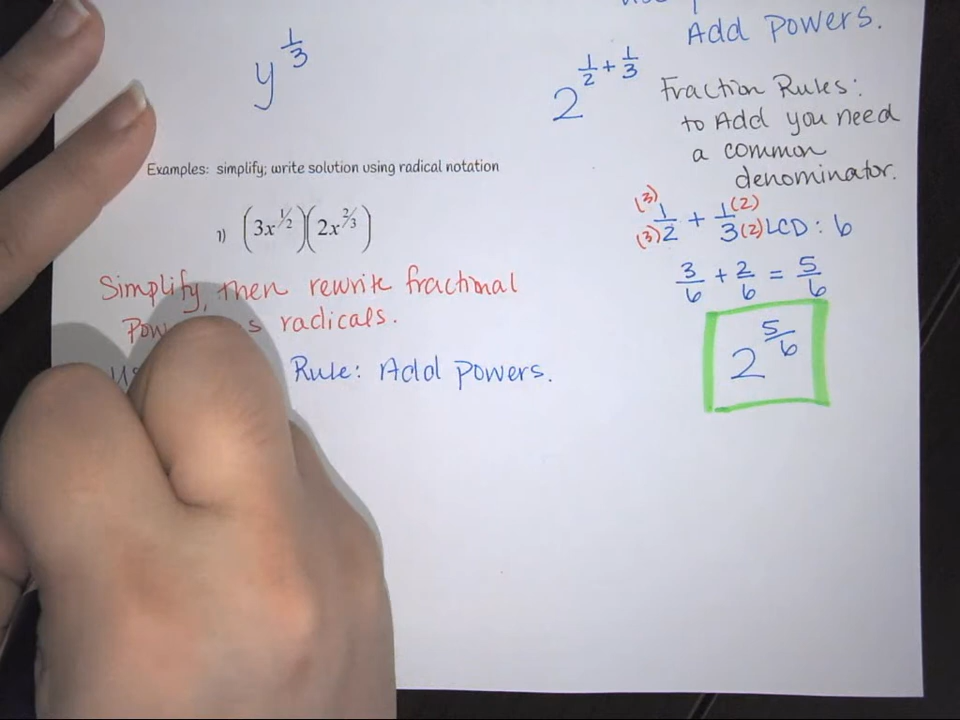 Add Powers.
y^{1/3}
2^{1/2 + 1/3}
Fraction Rules:
to Add you need
a common
denominator.
Examples: simplify; write solution using radical notation
(3) 1/2 (3) + 1/3 (2) (2) LCD: 6
1) (3x^{1/2})(2x^{2/3})
3/6 + 2/6 = 5/6
Simplify, then rewrite fractional
radicals.
2^{5/6}
Rule: Add powers.